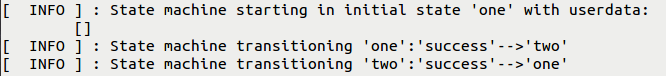 [  INFO ] : State machine starting in initial state 'one' with userdata:
        []
[  INFO ] : State machine transitioning 'one':'success'-->'two'
[  INFO ] : State machine transitioning 'two':'success'-->'one'